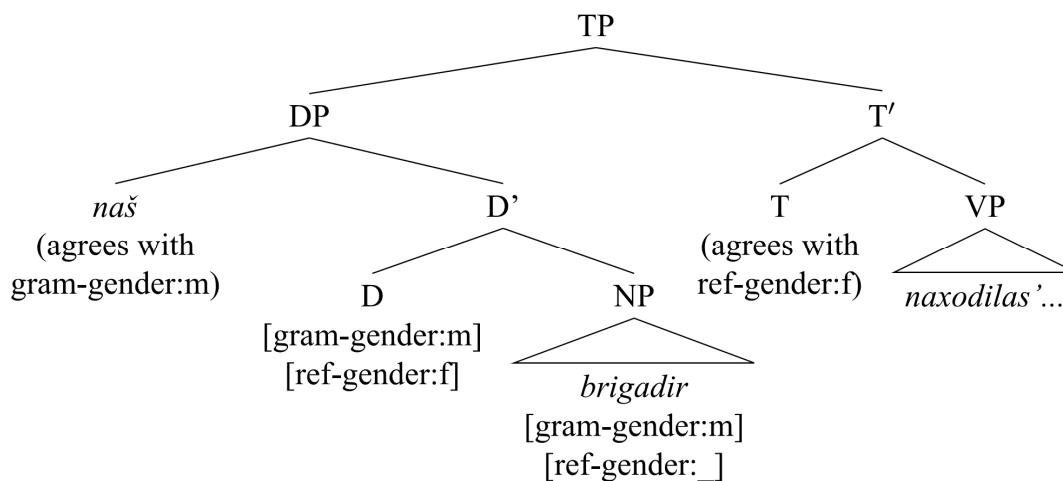 TP
DP T′
naš D’ T VP
(agrees with (agrees with
gram-gender:m) ref-gender:f)
D NP naxodilas’...
[gram-gender:m]
[ref-gender:f]
brigadir
[gram-gender:m]
[ref-gender:_]